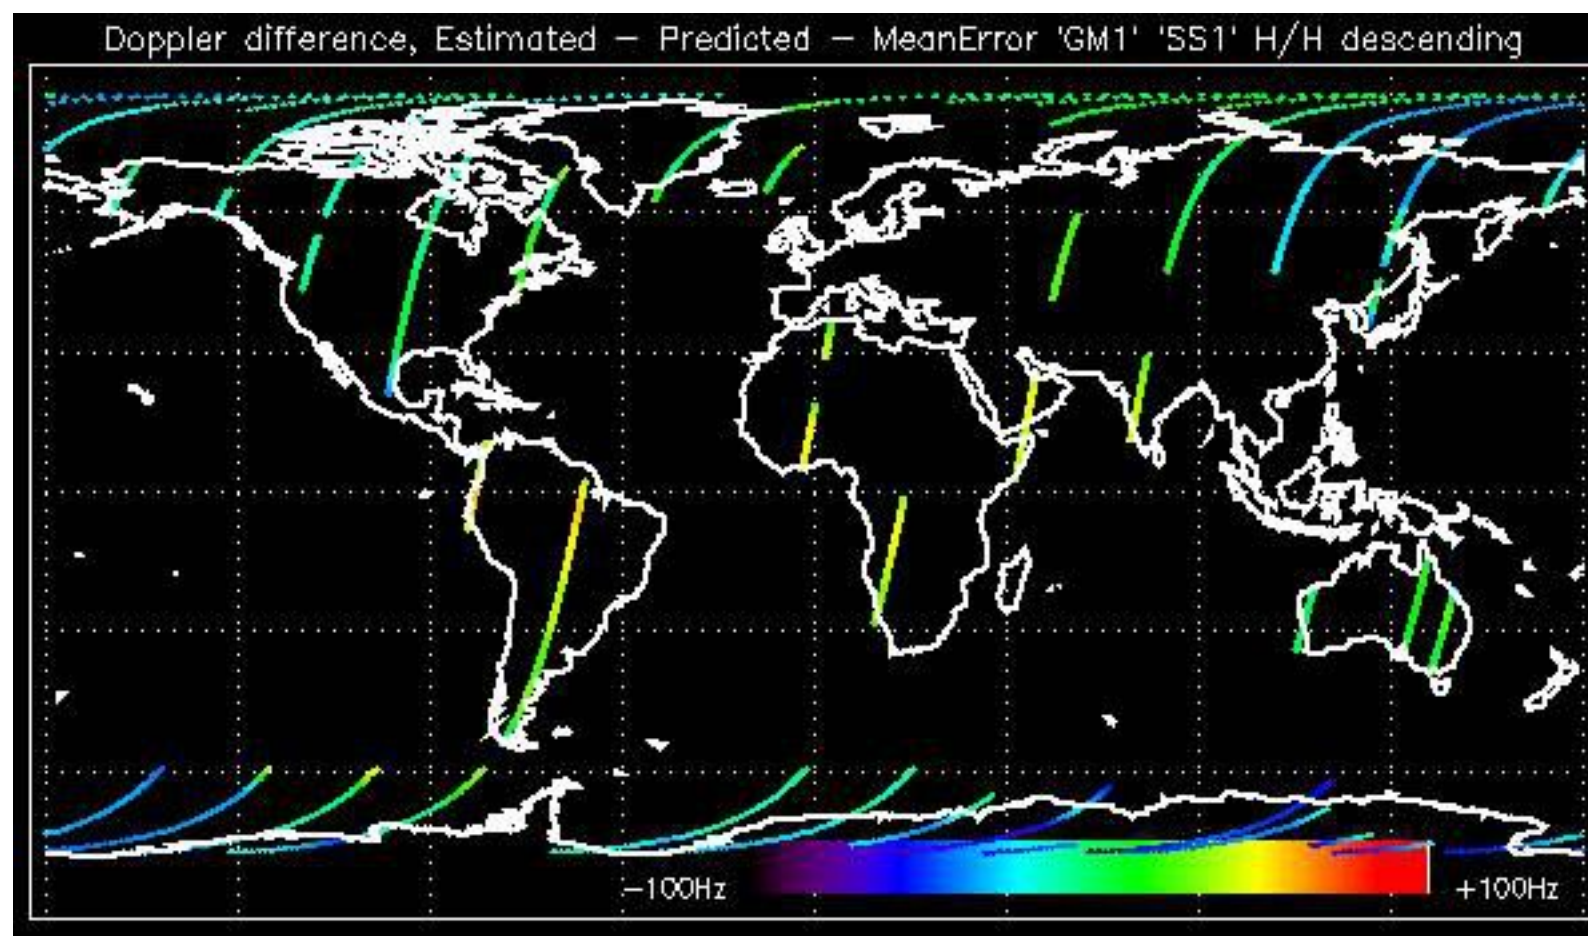 Doppler difference, Estimated – Predicted – MeanError 'GM1' 'SS1' H/H descending
–100Hz
+100Hz